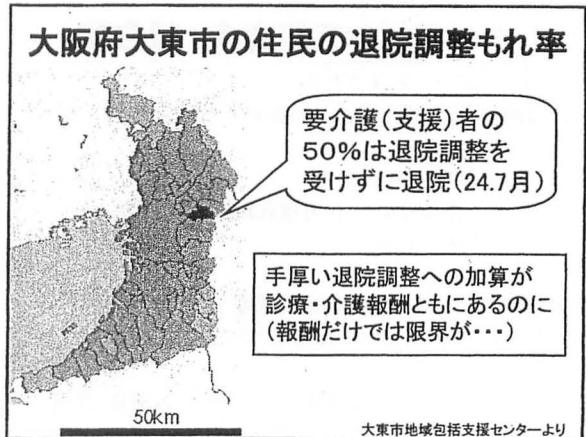 大阪府大東市の住民の退院調整もれ率
要介護(支援)者の
50%は退院調整を
受けずに退院(24.7月)
手厚い退院調整への加算が
診療・介護報酬ともにあるのに
(報酬だけでは限界が・・・)
50km
大東市地域包括支援センターより